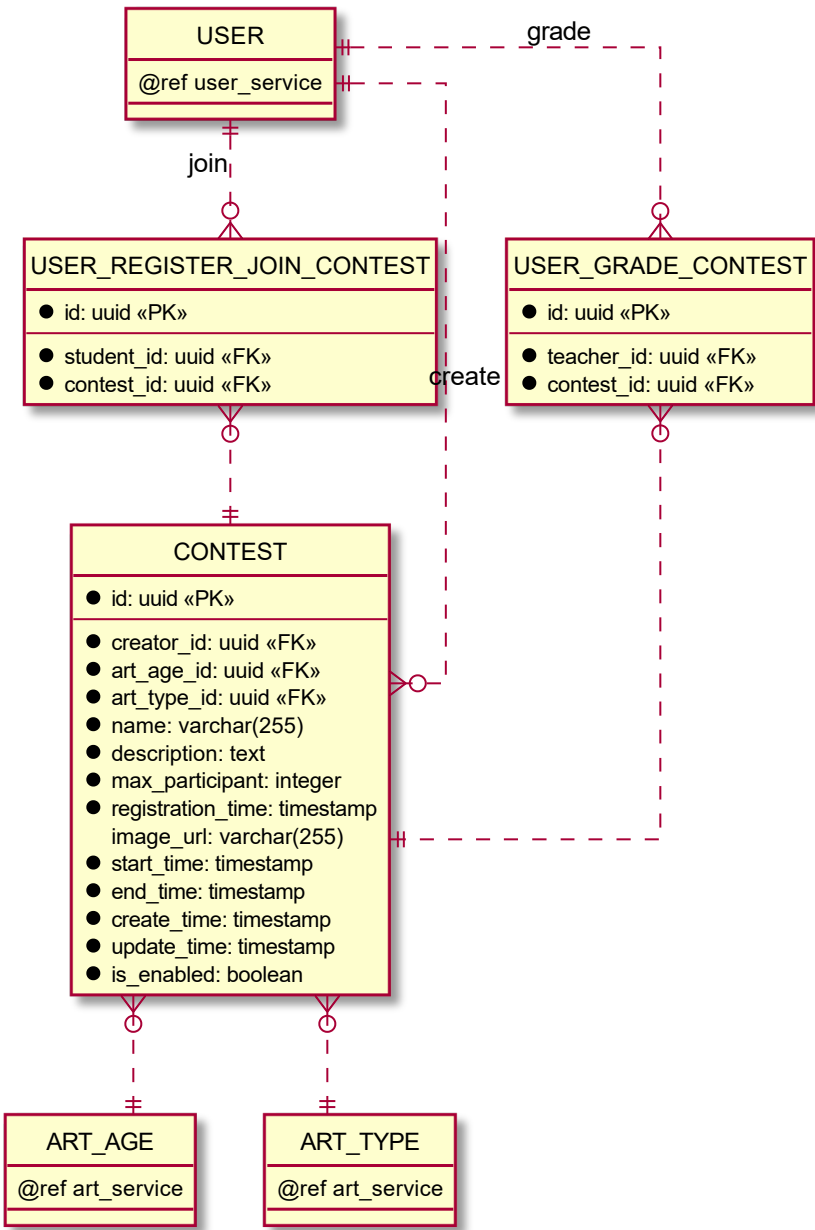 USER
@ref user_service
grade
join
USER_REGISTER_JOIN_CONTEST
id: uuid «PK»
student_id: uuid «FK»
contest_id: uuid «FK»
USER_GRADE_CONTEST
id: uuid «PK»
teacher_id: uuid «FK»
contest_id: uuid «FK»
create
CONTEST
id: uuid «PK»
creator_id: uuid «FK»
art_age_id: uuid «FK»
art_type_id: uuid «FK»
name: varchar(255)
description: text
max_participant: integer
registration_time: timestamp
image_url: varchar(255)
start_time: timestamp
end_time: timestamp
create_time: timestamp
update_time: timestamp
is_enabled: boolean
ART_AGE
@ref art_service
ART_TYPE
@ref art_service